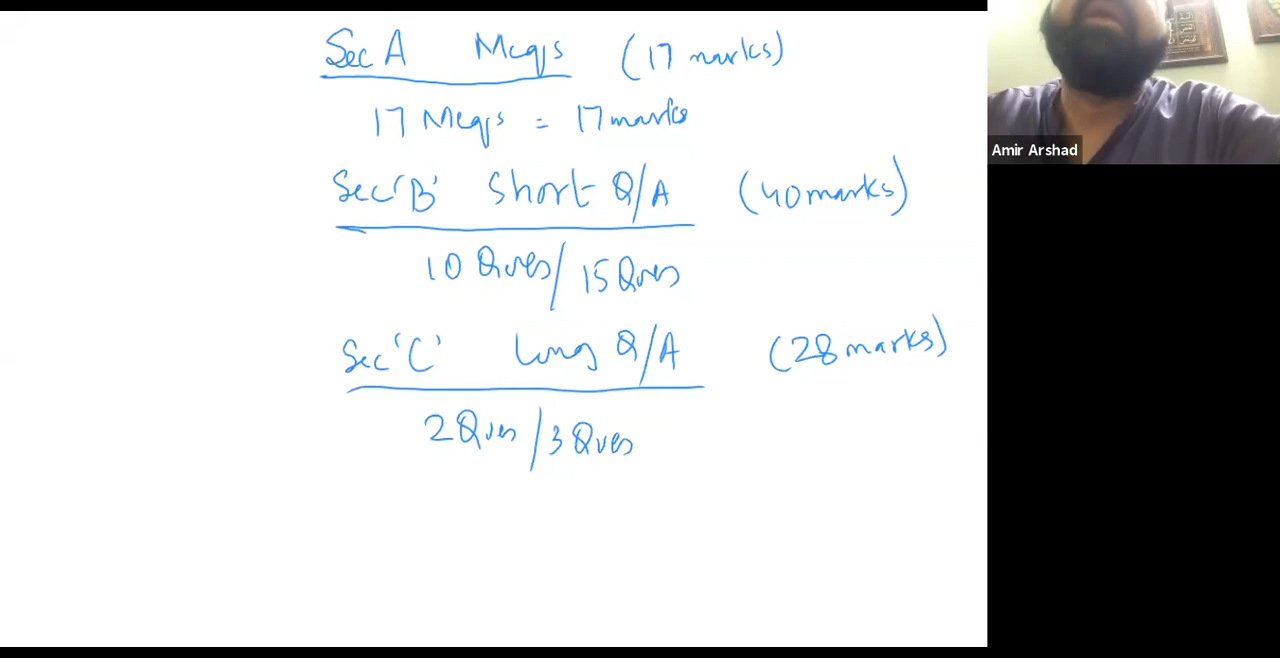 Sec A Mcqs (17 marks)
17 Mcqs = 17 marks
Sec 'B' Short Q/A (40 marks)
10 Ques / 15 Ques
Sec 'C' Long Q/A (28 marks)
2 Ques / 3 Ques
Amir Arshad